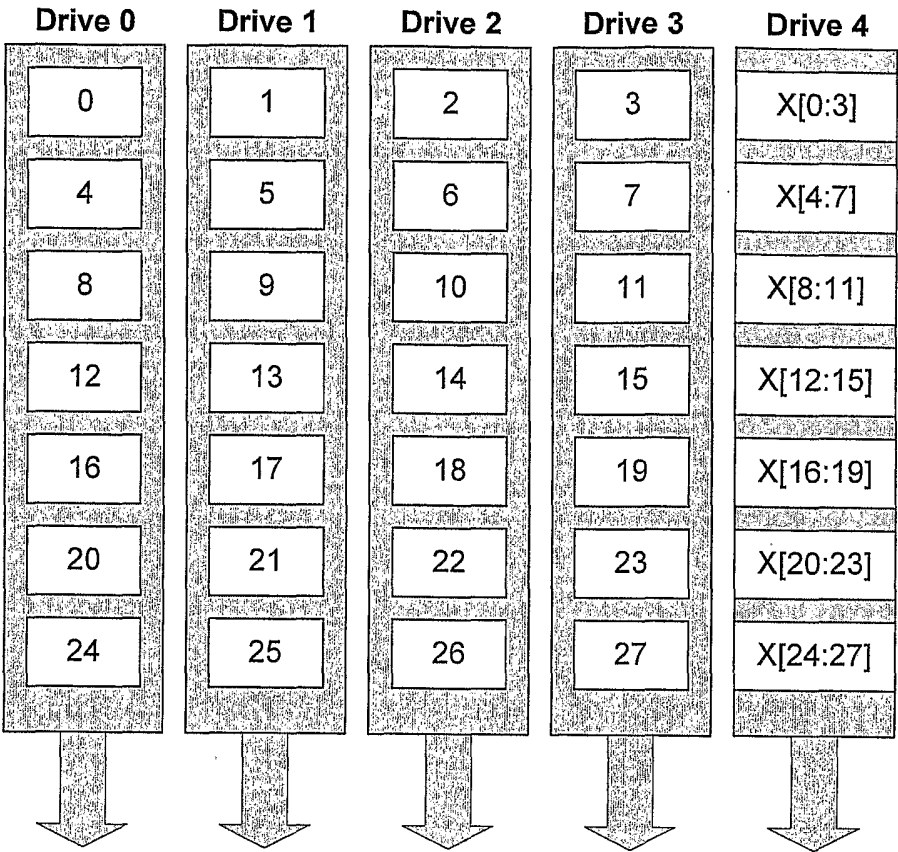 Drive 0 Drive 1 Drive 2 Drive 3 Drive 4
0 1 2 3 X[0:3]
4 5 6 7 X[4:7]
8 9 10 11 X[8:11]
12 13 14 15 X[12:15]
16 17 18 19 X[16:19]
20 21 22 23 X[20:23]
24 25 26 27 X[24:27]